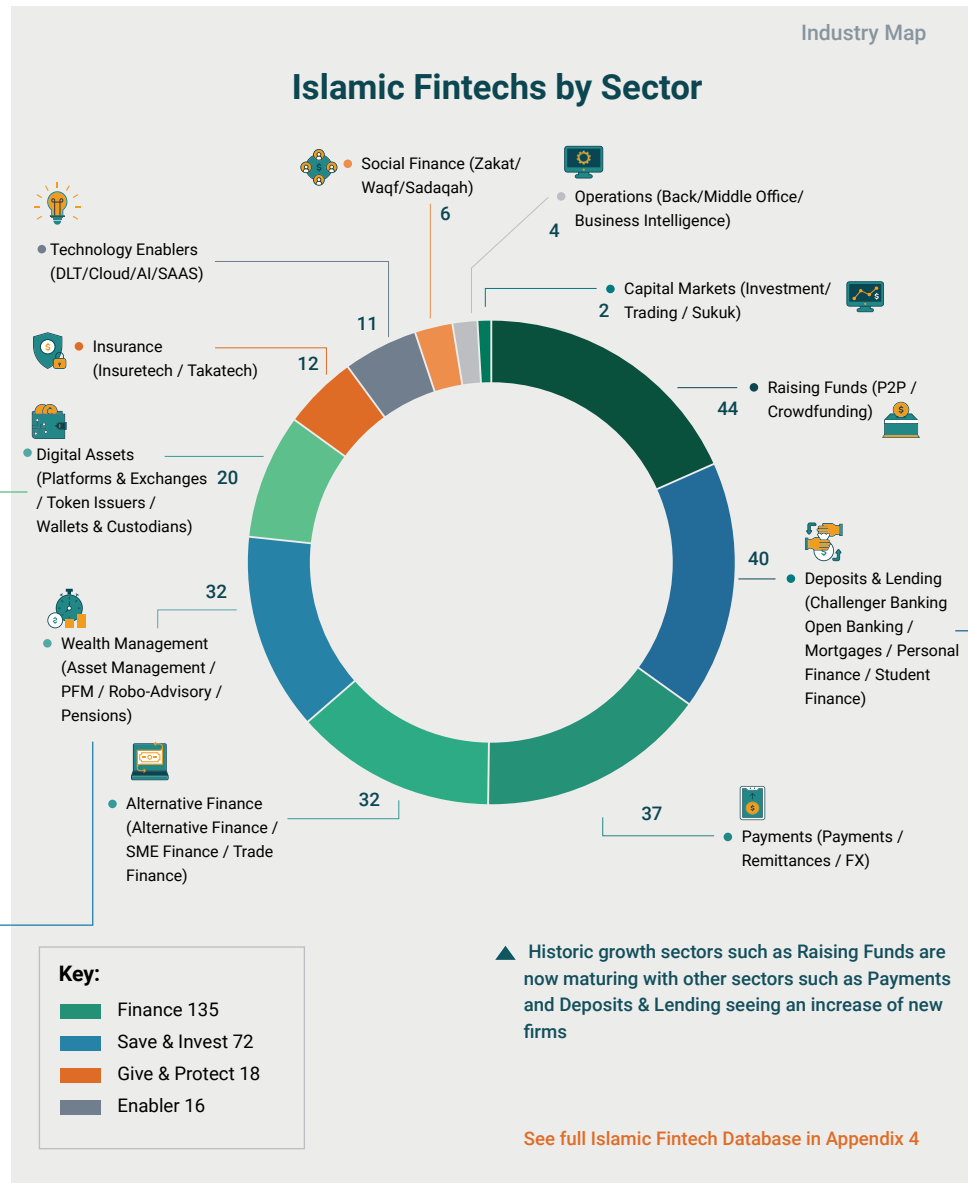 Industry Map
Islamic Fintechs by Sector
Social Finance (Zakat/
Waqf/Sadaqah)
6
Operations (Back/Middle Office/
Business Intelligence)
4
Technology Enablers
(DLT/Cloud/AI/SAAS)
11
Capital Markets (Investment/
Trading / Sukuk)
2
Insurance
(Insuretech / Takatech)
12
Raising Funds (P2P /
Crowdfunding)
44
Digital Assets
(Platforms & Exchanges
/ Token Issuers /
Wallets & Custodians)
20
Deposits & Lending
(Challenger Banking
Open Banking /
Mortgages / Personal
Finance / Student
Finance)
40
Wealth Management
(Asset Management /
PFM / Robo-Advisory /
Pensions)
32
Alternative Finance
(Alternative Finance /
SME Finance / Trade
Finance)
32
Payments (Payments /
Remittances / FX)
37
Key:
Finance 135
Save & Invest 72
Give & Protect 18
Enabler 16
Historic growth sectors such as Raising Funds are
now maturing with other sectors such as Payments
and Deposits & Lending seeing an increase of new
firms
See full Islamic Fintech Database in Appendix 4